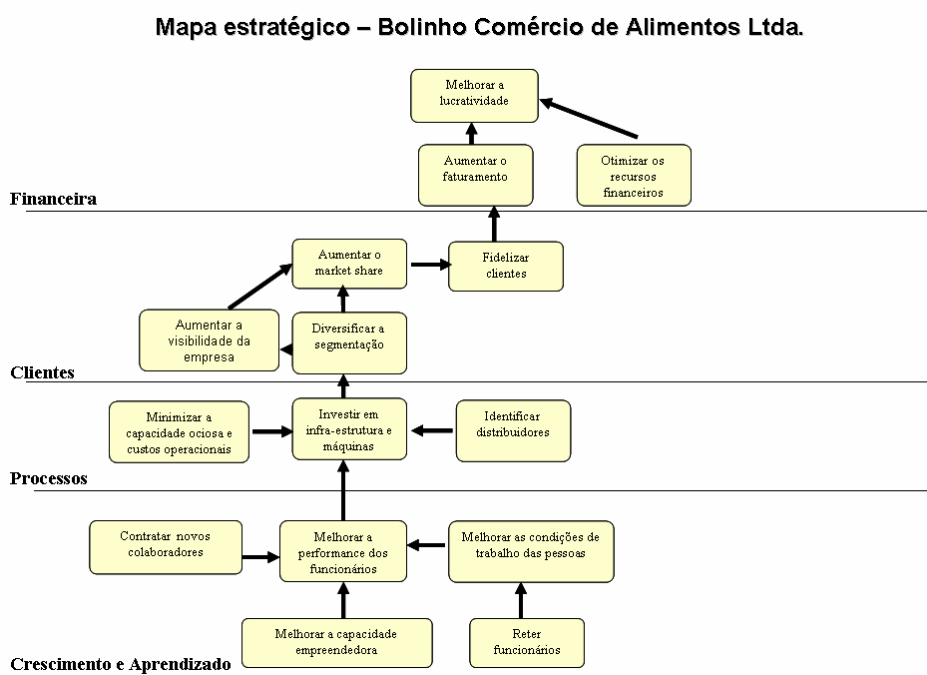 Mapa estratégico – Bolinho Comércio de Alimentos Ltda.
Melhorar a
lucratividade
Aumentar o
faturamento
Otimizar os
recursos
financeiros
Financeira
Aumentar o
market share
Fidelizar
clientes
Aumentar a
visibilidade da
empresa
Diversificar a
segmentação
Clientes
Minimizar a
capacidade ociosa e
custos operacionais
Investir em
infra-estrutura e
máquinas
Identificar
distribuidores
Processos
Contratar novos
colaboradores
Melhorar a
performance dos
funcionários
Melhorar as condições de
trabalho das pessoas
Melhorar a capacidade
empreendedora
Reter
funcionários
Crescimento e Aprendizado